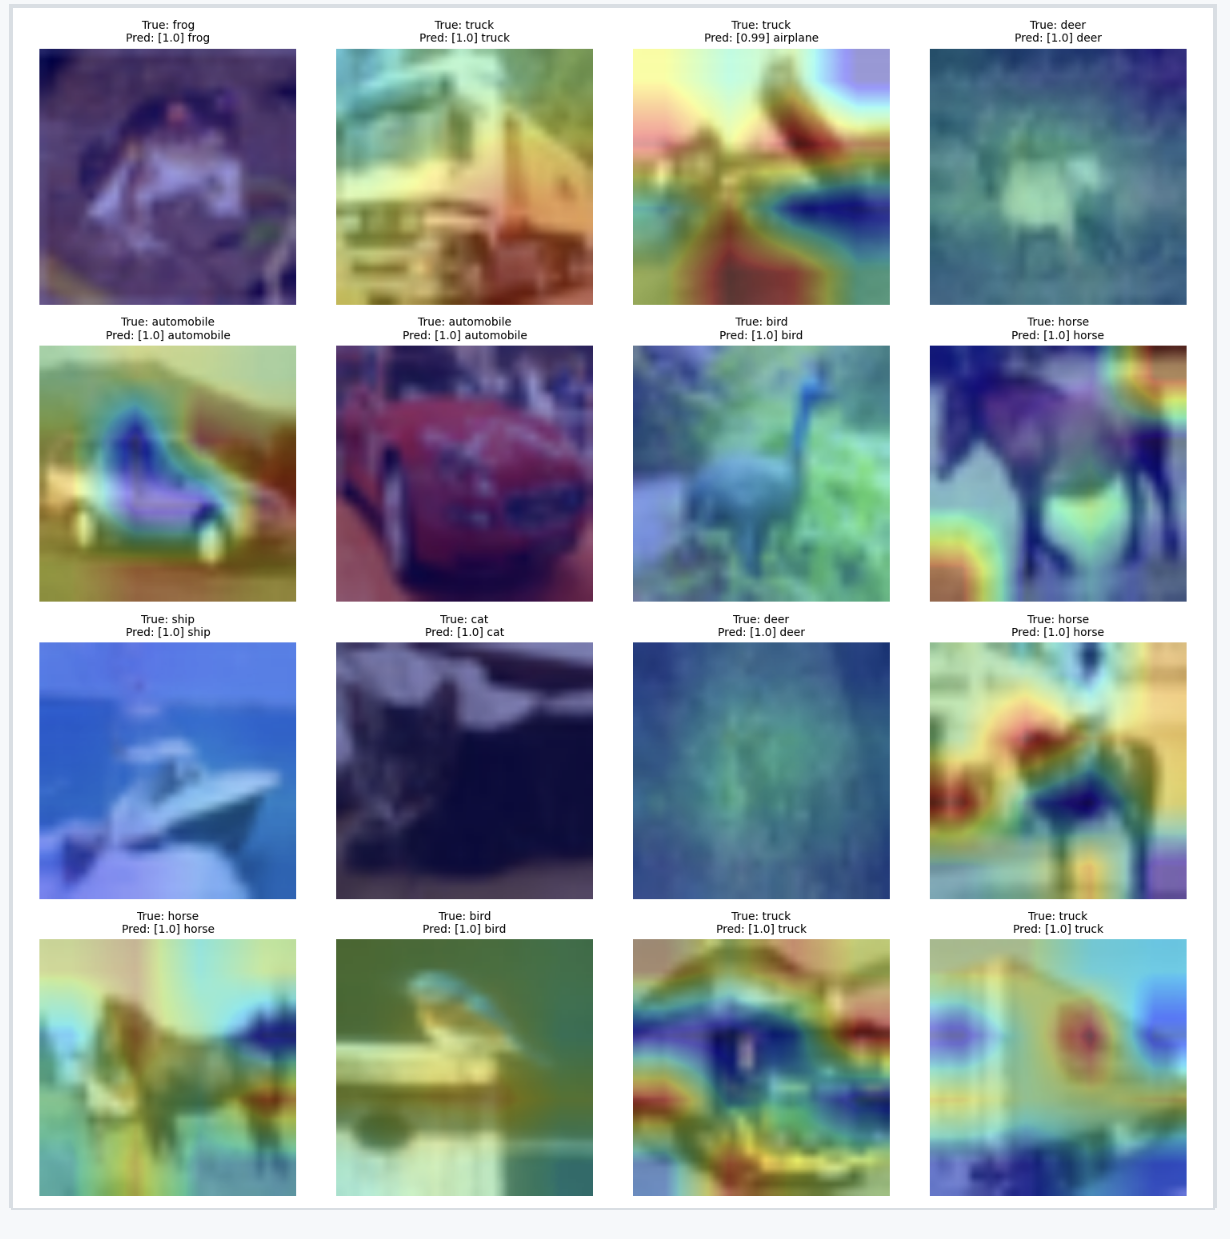 True: frog
Pred: [1.0] frog
True: truck
Pred: [1.0] truck
True: truck
Pred: [0.99] airplane
True: deer
Pred: [1.0] deer
True: automobile
Pred: [1.0] automobile
True: automobile
Pred: [1.0] automobile
True: bird
Pred: [1.0] bird
True: horse
Pred: [1.0] horse
True: ship
Pred: [1.0] ship
True: cat
Pred: [1.0] cat
True: deer
Pred: [1.0] deer
True: horse
Pred: [1.0] horse
True: horse
Pred: [1.0] horse
True: bird
Pred: [1.0] bird
True: truck
Pred: [1.0] truck
True: truck
Pred: [1.0] truck